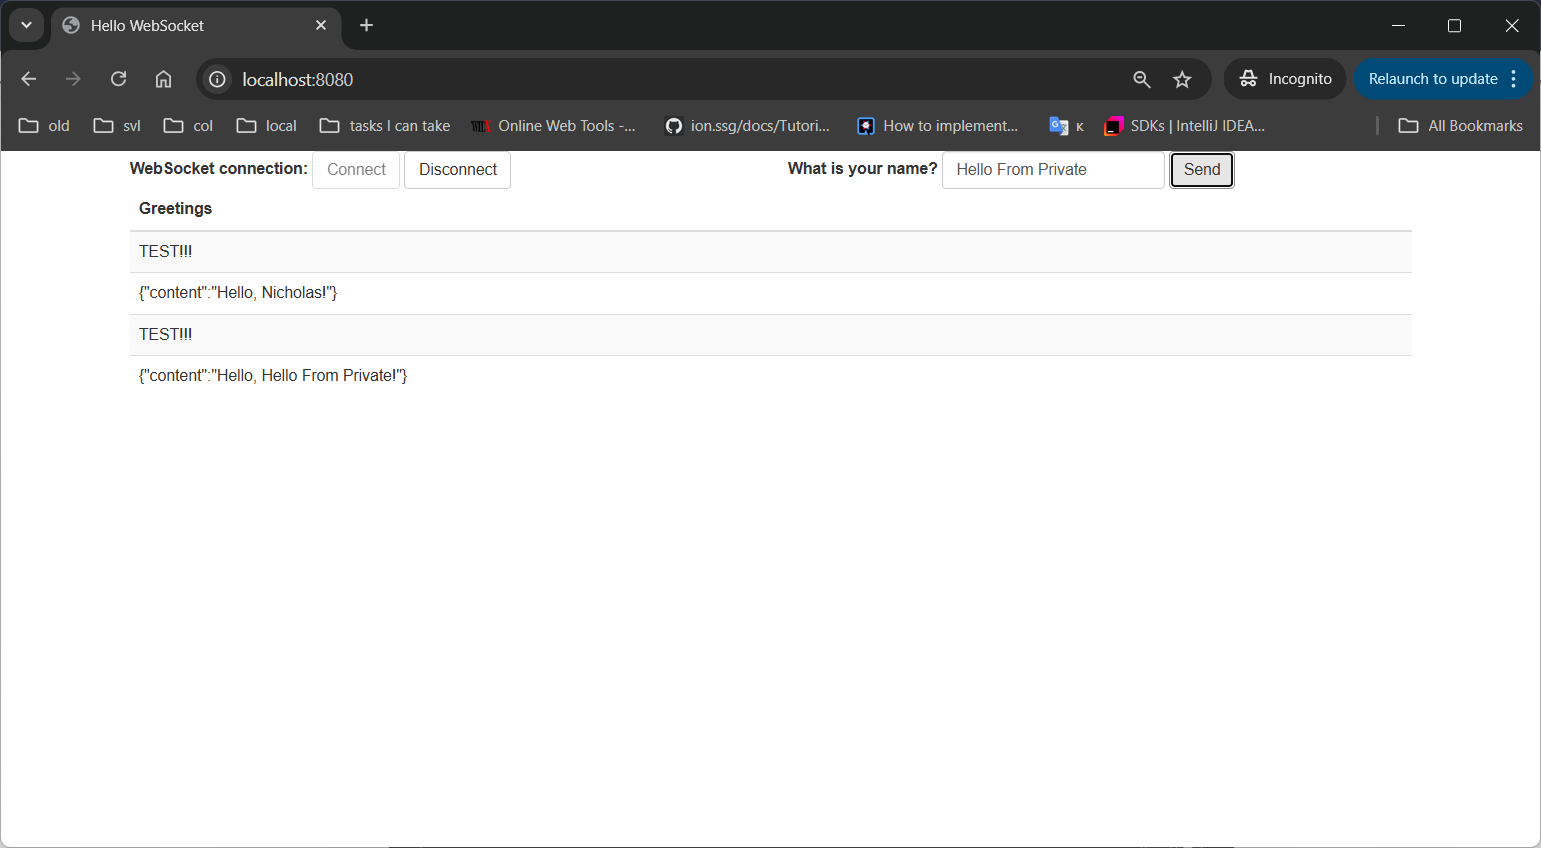 Hello WebSocket
localhost:8080
Incognito
Relaunch to update
old svl col local tasks I can take Online Web Tools -... ion.ssg/docs/Tutori... How to implement... к SDKs | IntelliJ IDEA... All Bookmarks
WebSocket connection: Connect Disconnect What is your name? Hello From Private Send
Greetings
TEST!!!
{"content":"Hello, Nicholas!"}
TEST!!!
{"content":"Hello, Hello From Private!"}